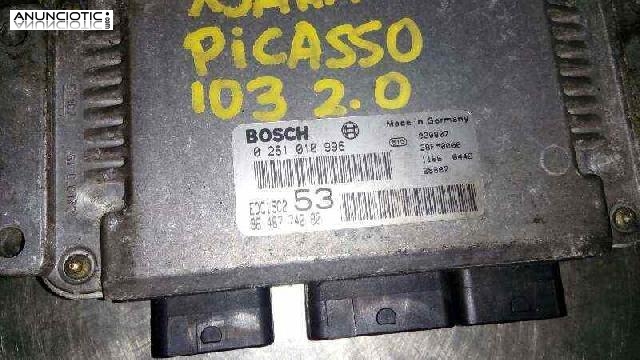 ANUNCIOTIC
XSARA
PiCASSO
103 2.0
BOSCH
Made in Germany
0 281 010 996
EDC15C2 53
96 467 742 80